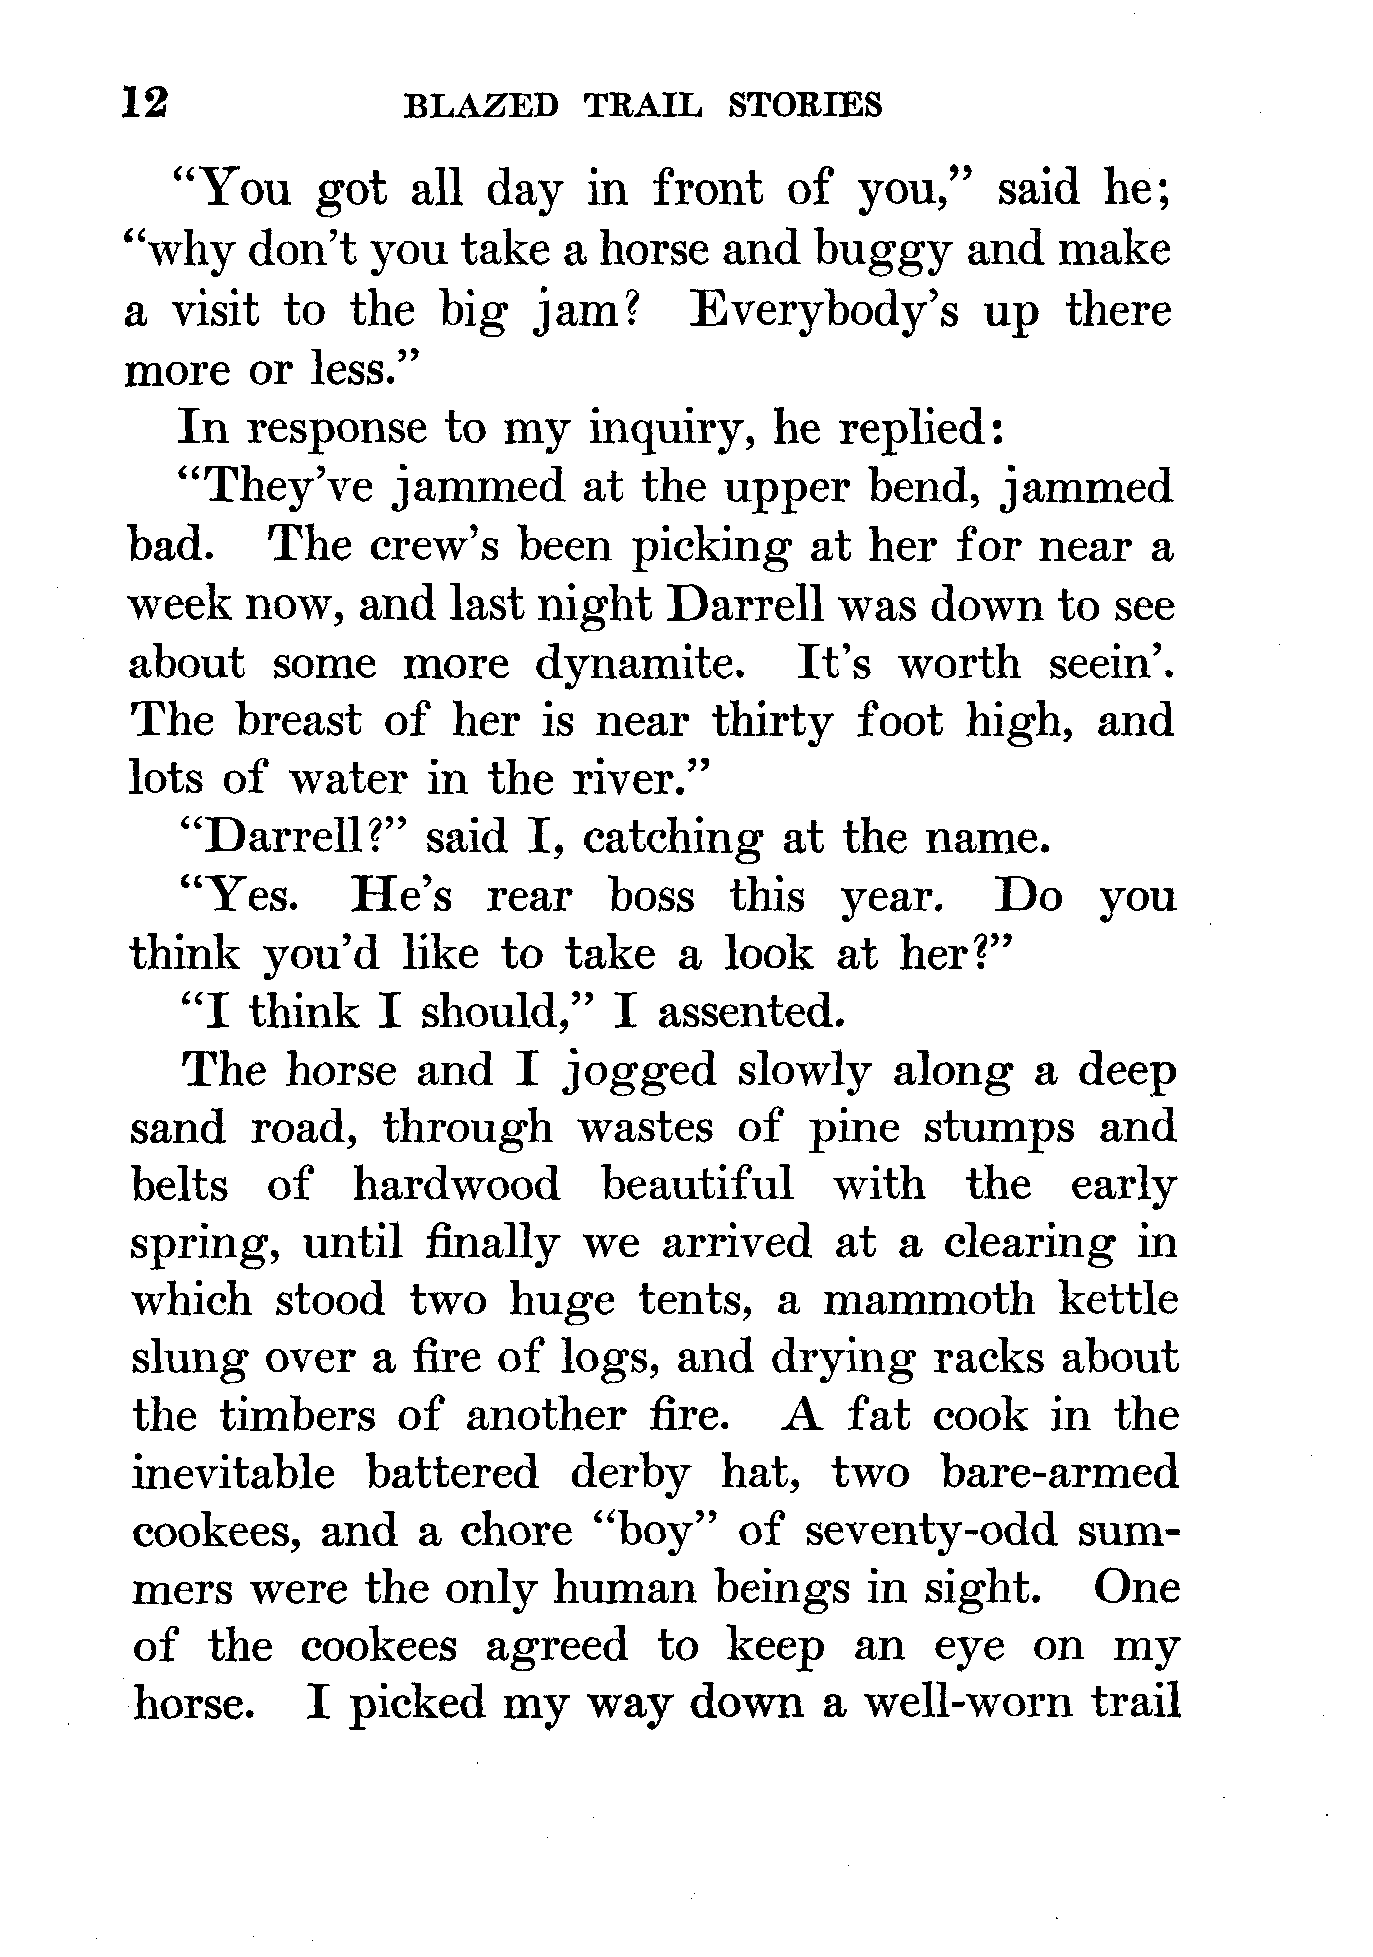 12 BLAZED TRAIL STORIES
"You got all day in front of you," said he;
"why don't you take a horse and buggy and make
a visit to the big jam? Everybody's up there
more or less."
In response to my inquiry, he replied:
"They've jammed at the upper bend, jammed
bad. The crew's been picking at her for near a
week now, and last night Darrell was down to see
about some more dynamite. It's worth seein'.
The breast of her is near thirty foot high, and
lots of water in the river."
"Darrell?" said I, catching at the name.
"Yes. He's rear boss this year. Do you
think you'd like to take a look at her?"
"I think I should," I assented.
The horse and I jogged slowly along a deep
sand road, through wastes of pine stumps and
belts of hardwood beautiful with the early
spring, until finally we arrived at a clearing in
which stood two huge tents, a mammoth kettle
slung over a fire of logs, and drying racks about
the timbers of another fire. A fat cook in the
inevitable battered derby hat, two bare-armed
cookees, and a chore "boy" of seventy-odd sum-
mers were the only human beings in sight. One
of the cookees agreed to keep an eye on my
horse. I picked my way down a well-worn trail